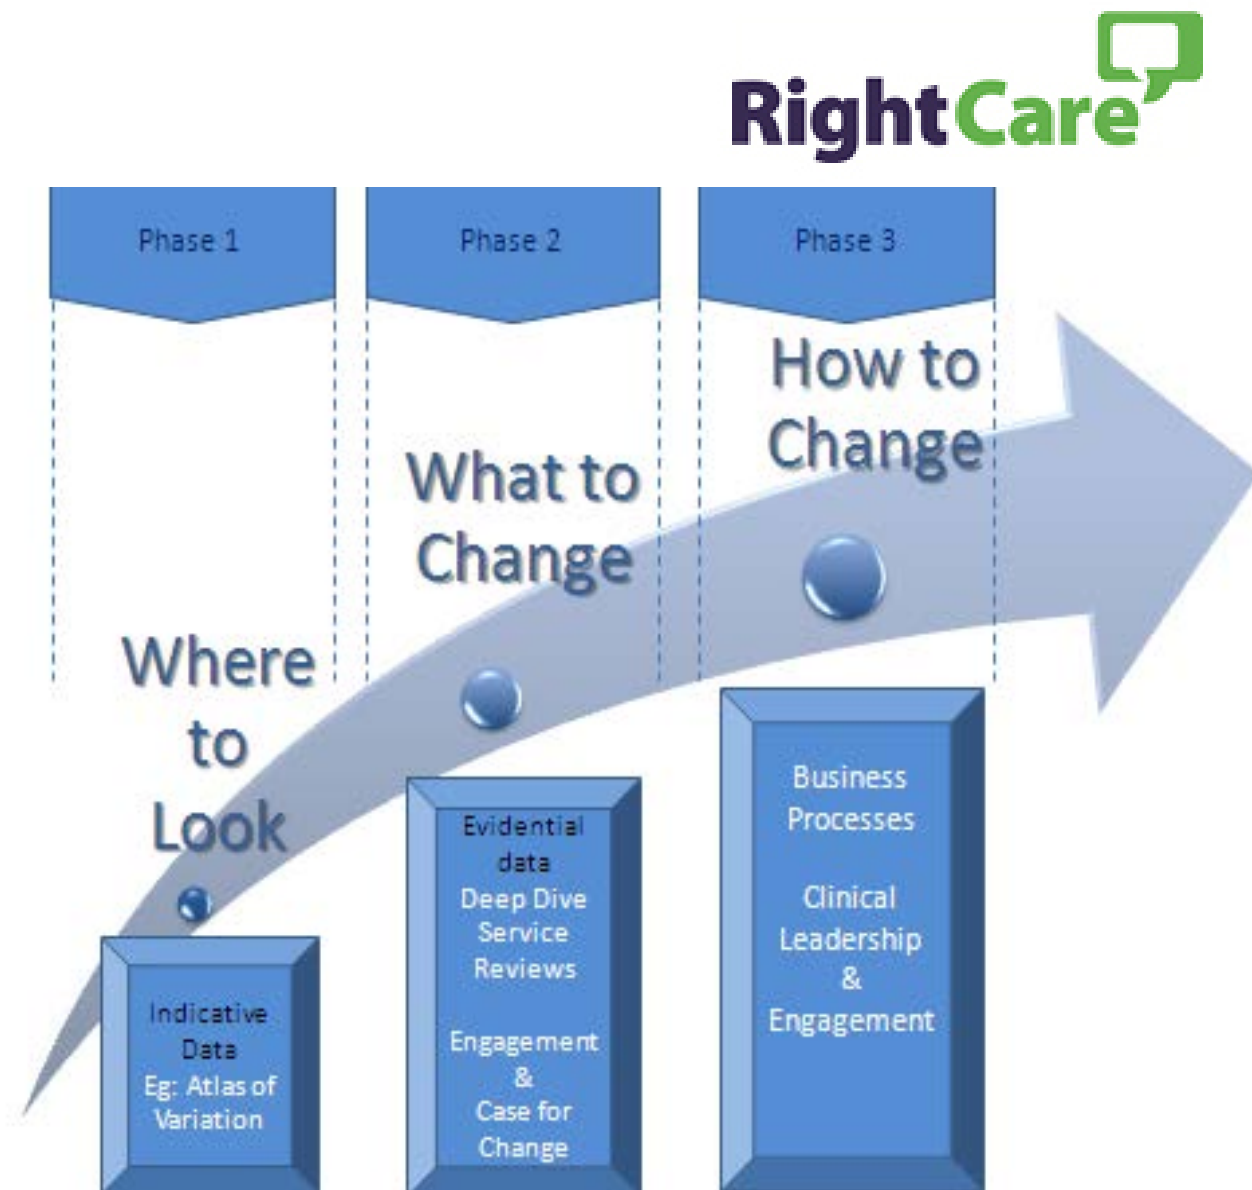 RightCare
Phase 1
Phase 2
Phase 3
Where
to
Look
What to
Change
How to
Change
Indicative
Data
Eg: Atlas of
Variation
Evidential
data
Deep Dive
Service
Reviews
Engagement
&
Case for
Change
Business
Processes
Clinical
Leadership
&
Engagement